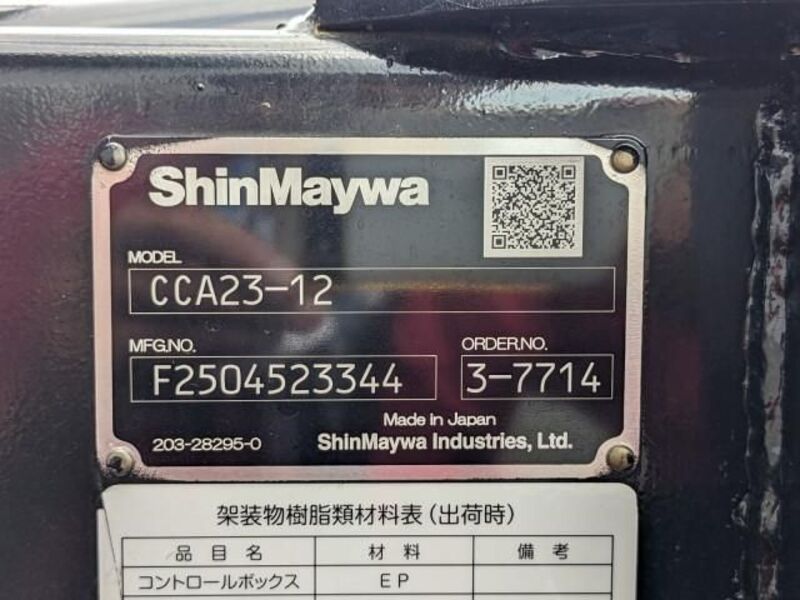 ShinMaywa
MODEL
CCA23-12
MFG.NO. ORDER.NO.
F2504523344 3-7714
Made in Japan
203-28295-0 ShinMaywa Industries, Ltd.
架装物樹脂類材料表(出荷時)
品目名 材料 備考
コントロールボックス EP